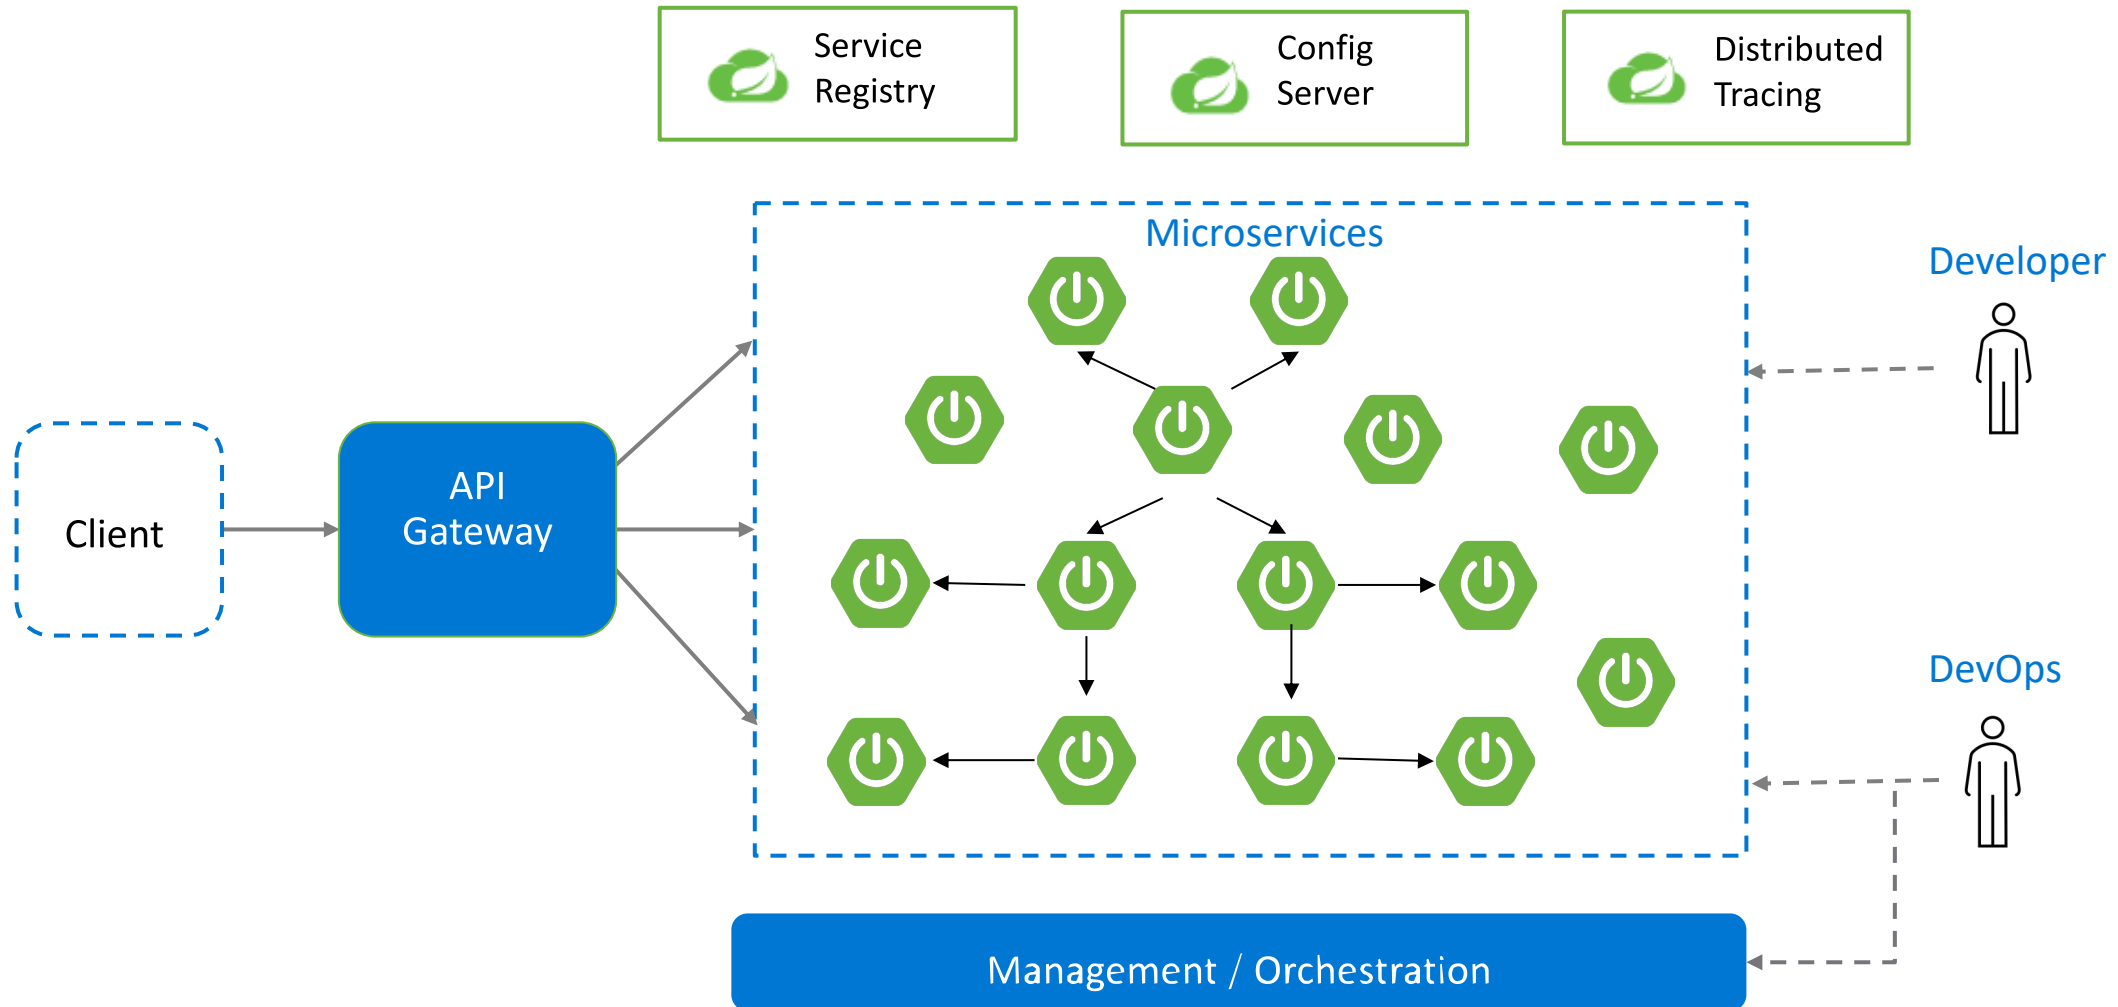 Service
Registry
Config
Server
Distributed
Tracing
Microservices
Developer
Client
API
Gateway
DevOps
Management / Orchestration